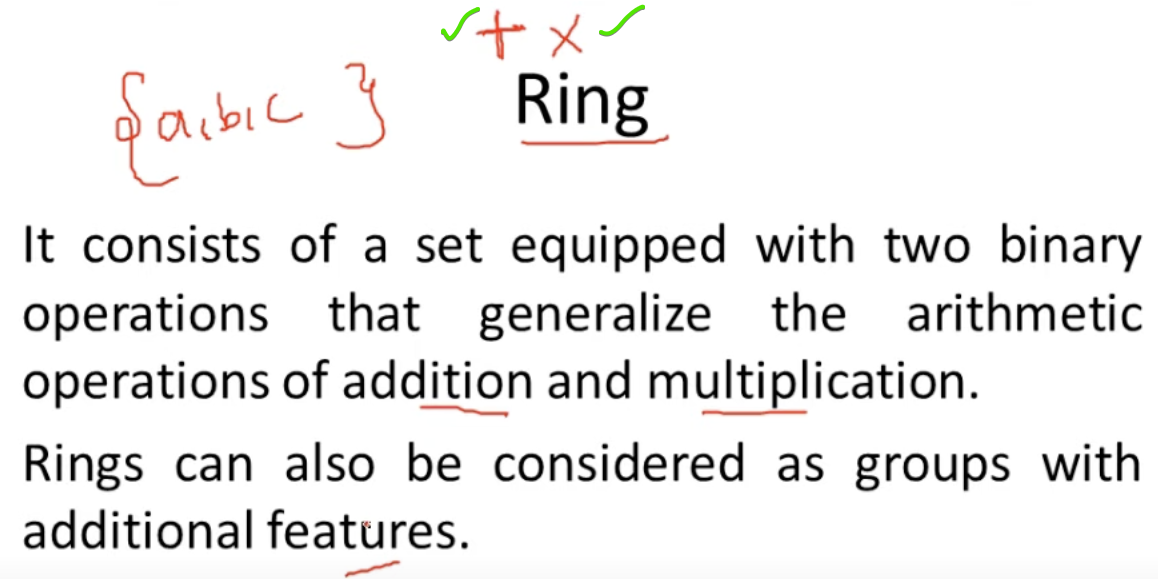 + ×
{a,b,c }
Ring
It consists of a set equipped with two binary
operations that generalize the arithmetic
operations of addition and multiplication.
Rings can also be considered as groups with
additional features.